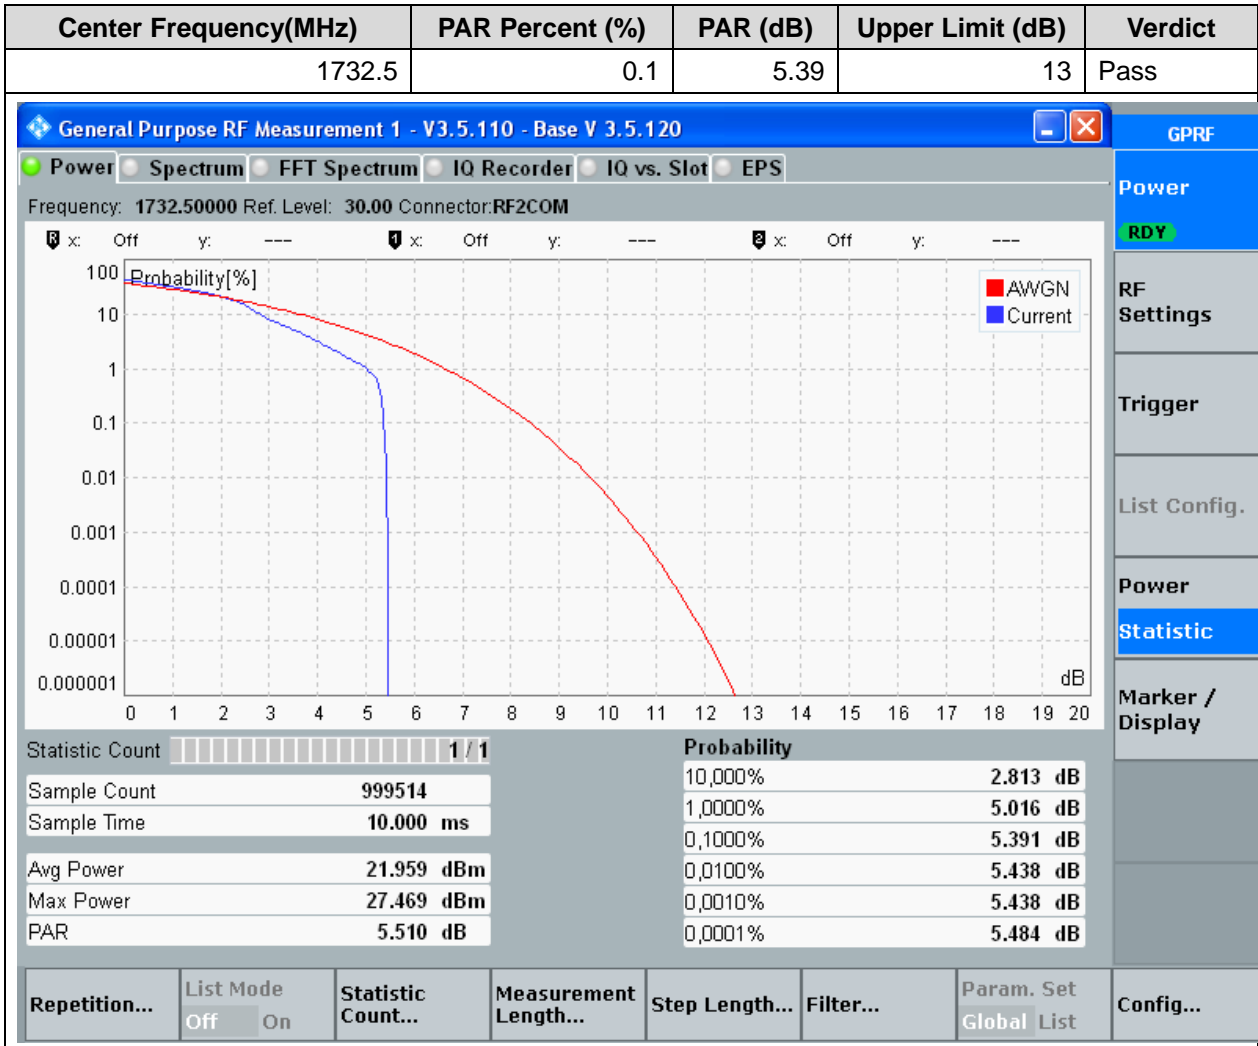 Center Frequency(MHz) PAR Percent (%) PAR (dB) Upper Limit (dB) Verdict
1732.5 0.1 5.39 13 Pass
General Purpose RF Measurement 1 - V3.5.110 - Base V 3.5.120
GPRF
Power Spectrum FFT Spectrum IQ Recorder IQ vs. Slot EPS
Power
RDY
Frequency: 1732.50000 Ref. Level: 30.00 Connector:RF2COM
R x: Off y: --- 1 x: Off y: --- 2 x: Off y: ---
Probability[%]
AWGN
Current
100
10
1
0.1
0.01
0.001
0.0001
0.00001
0.000001
dB
0 1 2 3 4 5 6 7 8 9 10 11 12 13 14 15 16 17 18 19 20
RF
Settings
Trigger
List Config.
Power
Statistic
Marker /
Display
Statistic Count 1 / 1
Sample Count 999514
Sample Time 10.000 ms
Avg Power 21.959 dBm
Max Power 27.469 dBm
PAR 5.510 dB
Probability
10,000% 2.813 dB
1,0000% 5.016 dB
0,1000% 5.391 dB
0,0100% 5.438 dB
0,0010% 5.438 dB
0,0001% 5.484 dB
Repetition...
List Mode
Off On
Statistic
Count...
Measurement
Length...
Step Length...
Filter...
Param. Set
Global List
Config...